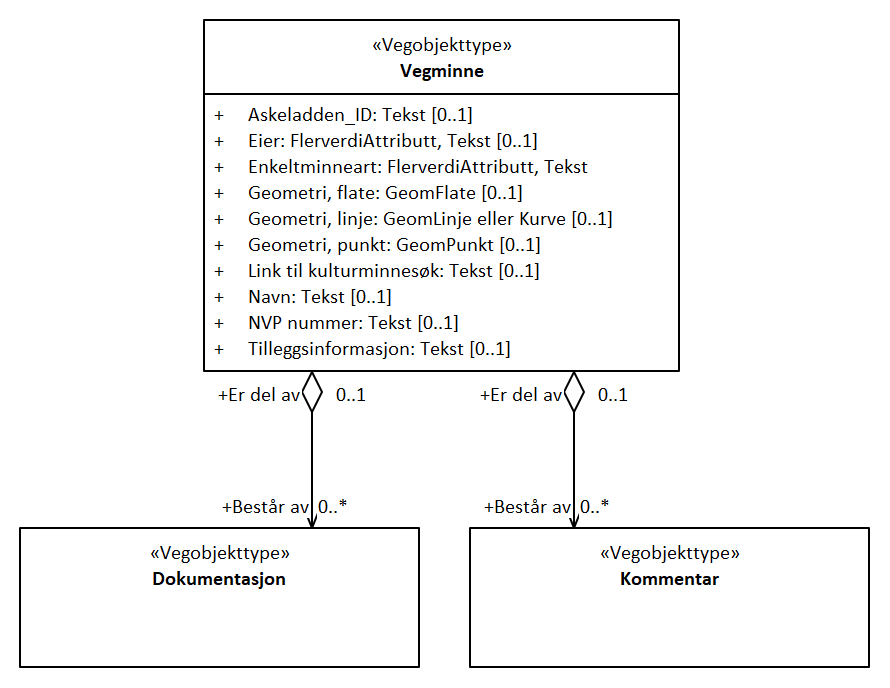 «Vegobjekttype»
Vegminne
+ Askeladden_ID: Tekst [0..1]
+ Eier: FlerverdiAttributt, Tekst [0..1]
+ Enkeltminneart: FlerverdiAttributt, Tekst
+ Geometri, flate: GeomFlate [0..1]
+ Geometri, linje: GeomLinje eller Kurve [0..1]
+ Geometri, punkt: GeomPunkt [0..1]
+ Link til kulturminnesøk: Tekst [0..1]
+ Navn: Tekst [0..1]
+ NVP nummer: Tekst [0..1]
+ Tilleggsinformasjon: Tekst [0..1]
+Er del av 0..1
+Er del av 0..1
+Består av 0..*
+Består av 0..*
«Vegobjekttype»
Dokumentasjon
«Vegobjekttype»
Kommentar